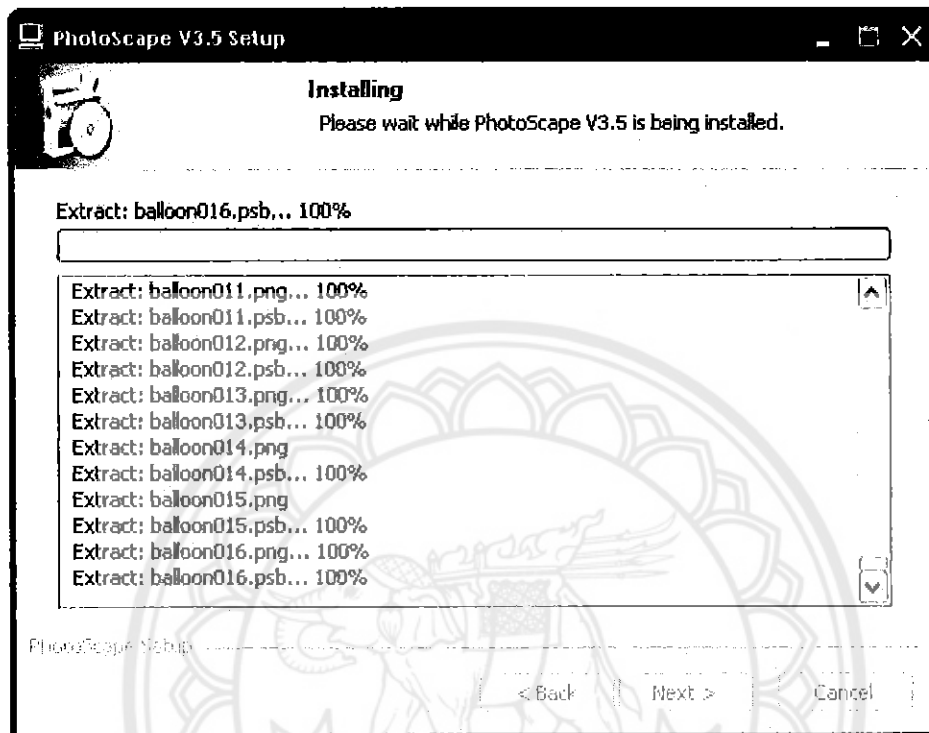 PhotoScape V3.5 Setup
Installing
Please wait while PhotoScape V3.5 is being installed.
Extract: balloon016.psb... 100%
Extract: balloon011.png... 100%
Extract: balloon011.psb... 100%
Extract: balloon012.png... 100%
Extract: balloon012.psb... 100%
Extract: balloon013.png... 100%
Extract: balloon013.psb... 100%
Extract: balloon014.png
Extract: balloon014.psb... 100%
Extract: balloon015.png
Extract: balloon015.psb... 100%
Extract: balloon016.png... 100%
Extract: balloon016.psb... 100%
PhotoScape Setup
< Back Next > Cancel